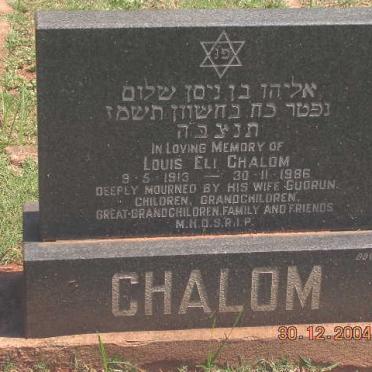 פנ
אליהו בן ניסן שלום
נפטר כח בחשוון תשמז
תנצבה
IN LOVING MEMORY OF
LOUIS ELI CHALOM
9-5-1913 — 30-11-1986
DEEPLY MOURNED BY HIS WIFE GUDRUN,
CHILDREN, GRANDCHILDREN,
GREAT-GRANDCHILDREN, FAMILY AND FRIENDS
M.H.D.S.R.I.P.
CHALOM
30.12.2004